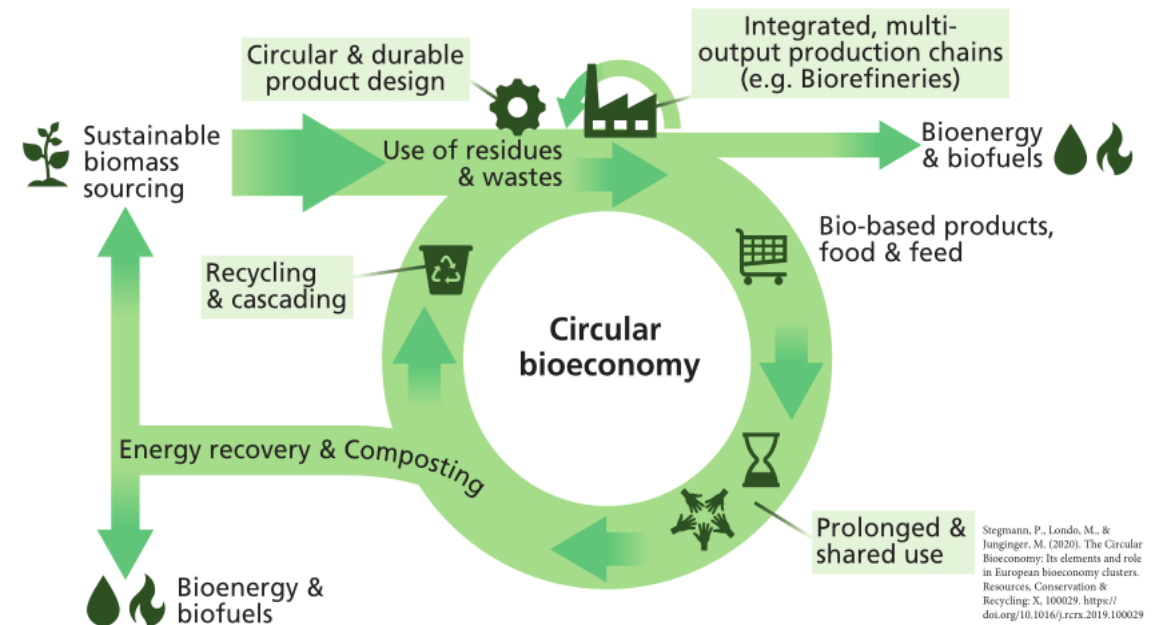 Circular & durable
product design
Integrated, multi-
output production chains
(e.g. Biorefineries)
Sustainable
biomass
sourcing
Use of residues
& wastes
Bioenergy
& biofuels
Bio-based products,
food & feed
Recycling
& cascading
Circular
bioeconomy
Energy recovery & Composting
Prolonged &
shared use
Stegmann, P., Londo, M., &
Junginger, M. (2020). The Circular
Bioeconomy: Its elements and role
in European bioeconomy clusters.
Resources, Conservation &
Recycling: X, 100029. https://
doi.org/10.1016/j.rcrx.2019.100029
Bioenergy &
biofuels